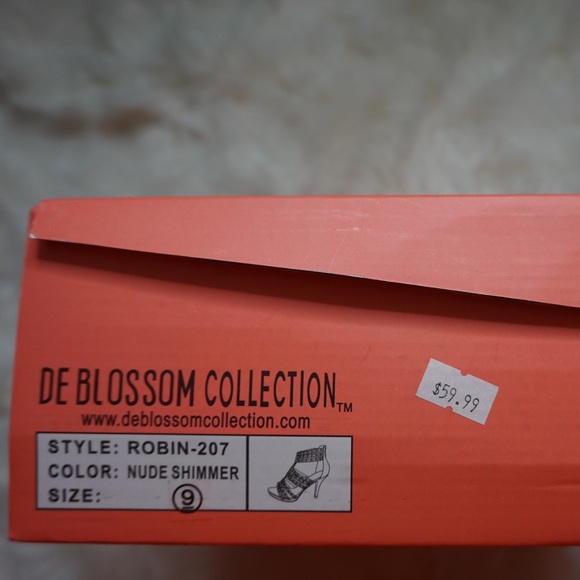 DE BLOSSOM COLLECTION™
www.deblossomcollection.com
$59.99
STYLE: ROBIN-207
COLOR: NUDE SHIMMER
SIZE: 9